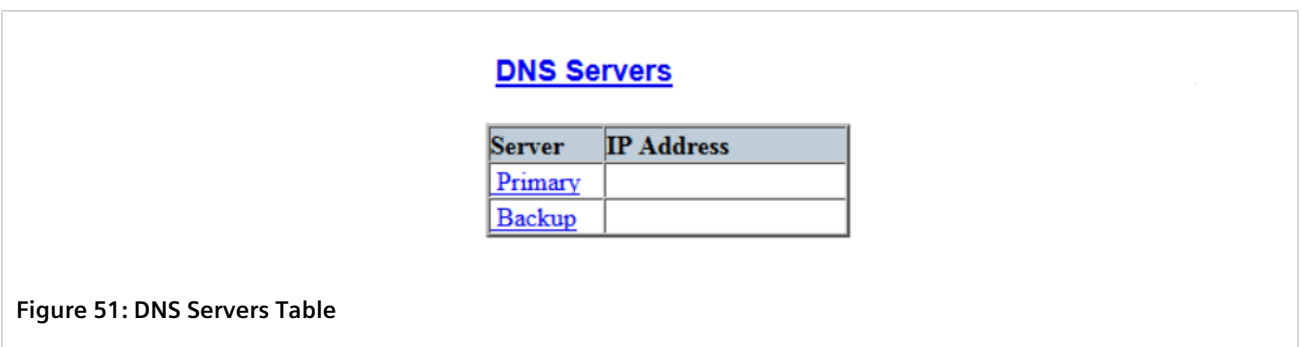 DNS Servers
Server IP Address
Primary
Backup
Figure 51: DNS Servers Table